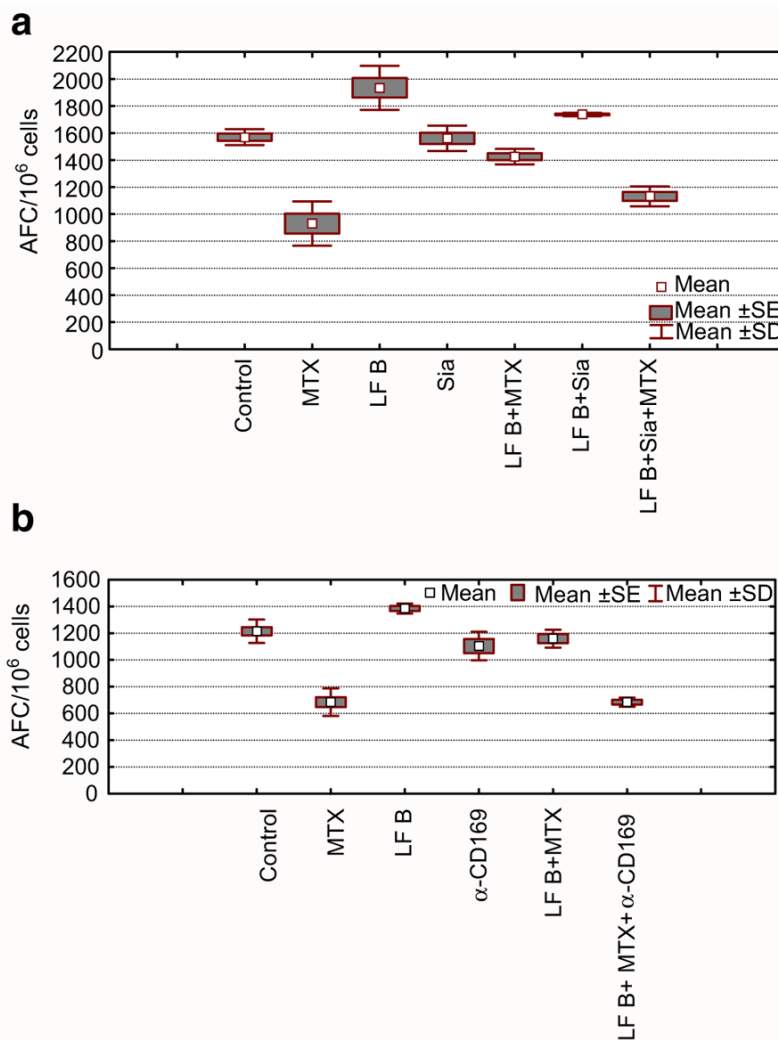 a
2200
2000
1800
1600
1400
1200
1000
800
600
400
200
0
AFC/10⁶ cells
Mean
Mean ±SE
Mean ±SD
Control
MTX
LF B
Sia
LF B+MTX
LF B+Sia
LF B+Sia+MTX
b
1600
1400
1200
1000
800
600
400
200
0
AFC/10⁶ cells
Mean Mean ±SE Mean ±SD
Control
MTX
LF B
α-CD169
LF B+MTX
LF B+ MTX+α-CD169